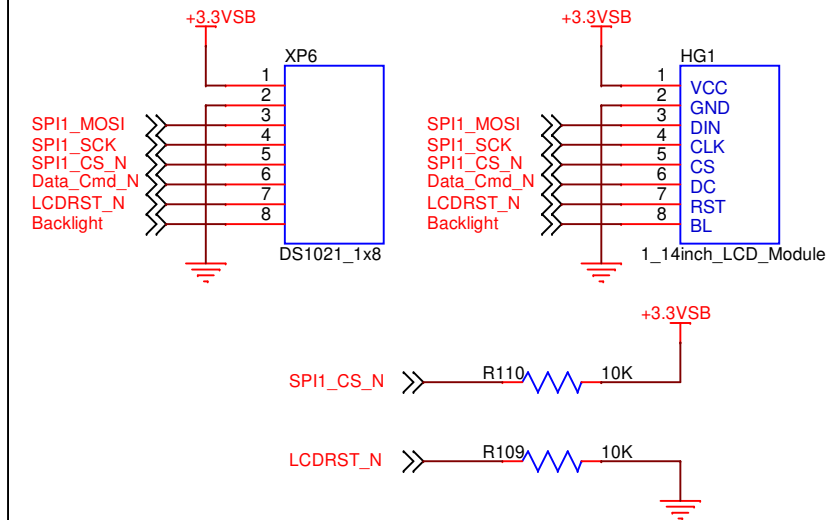 +3.3VSB
XP6
1
2
SPI1_MOSI 3
SPI1_SCK 4
SPI1_CS_N 5
Data_Cmd_N 6
LCDRST_N 7
Backlight 8
DS1021_1x8
+3.3VSB
HG1
1 VCC
2 GND
SPI1_MOSI 3 DIN
SPI1_SCK 4 CLK
SPI1_CS_N 5 CS
Data_Cmd_N 6 DC
LCDRST_N 7 RST
Backlight 8 BL
1_14inch_LCD_Module
+3.3VSB
SPI1_CS_N R110 10K
LCDRST_N R109 10K